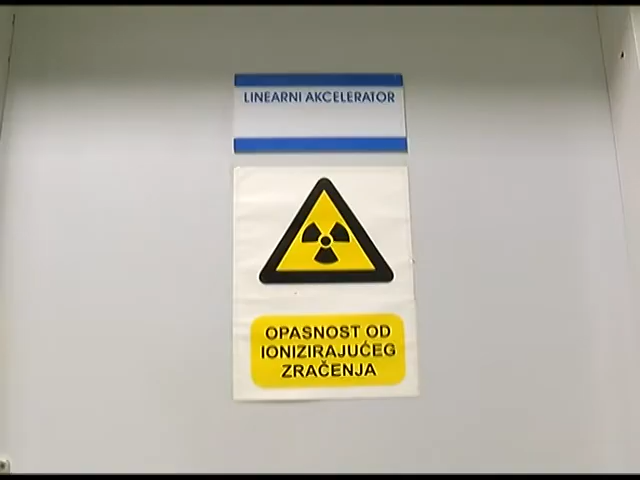 LINEARNI AKCELERATOR
OPASNOST OD
IONIZIRAJUĆEG
ZRAČENJA